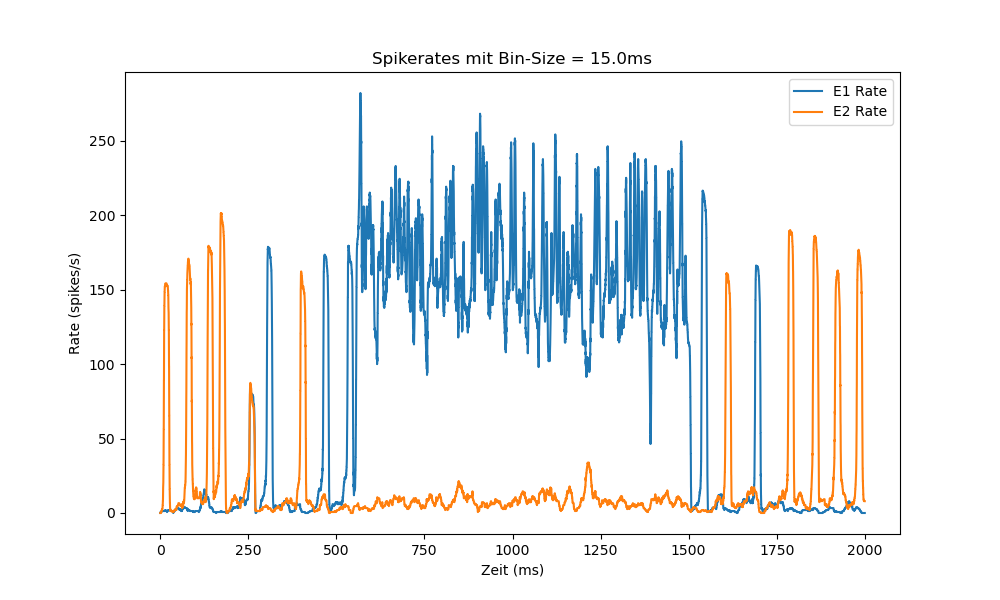 Spikerates mit Bin-Size = 15.0ms
E1 Rate
E2 Rate
Rate (spikes/s)
250
200
150
100
50
0
0 250 500 750 1000 1250 1500 1750 2000
Zeit (ms)